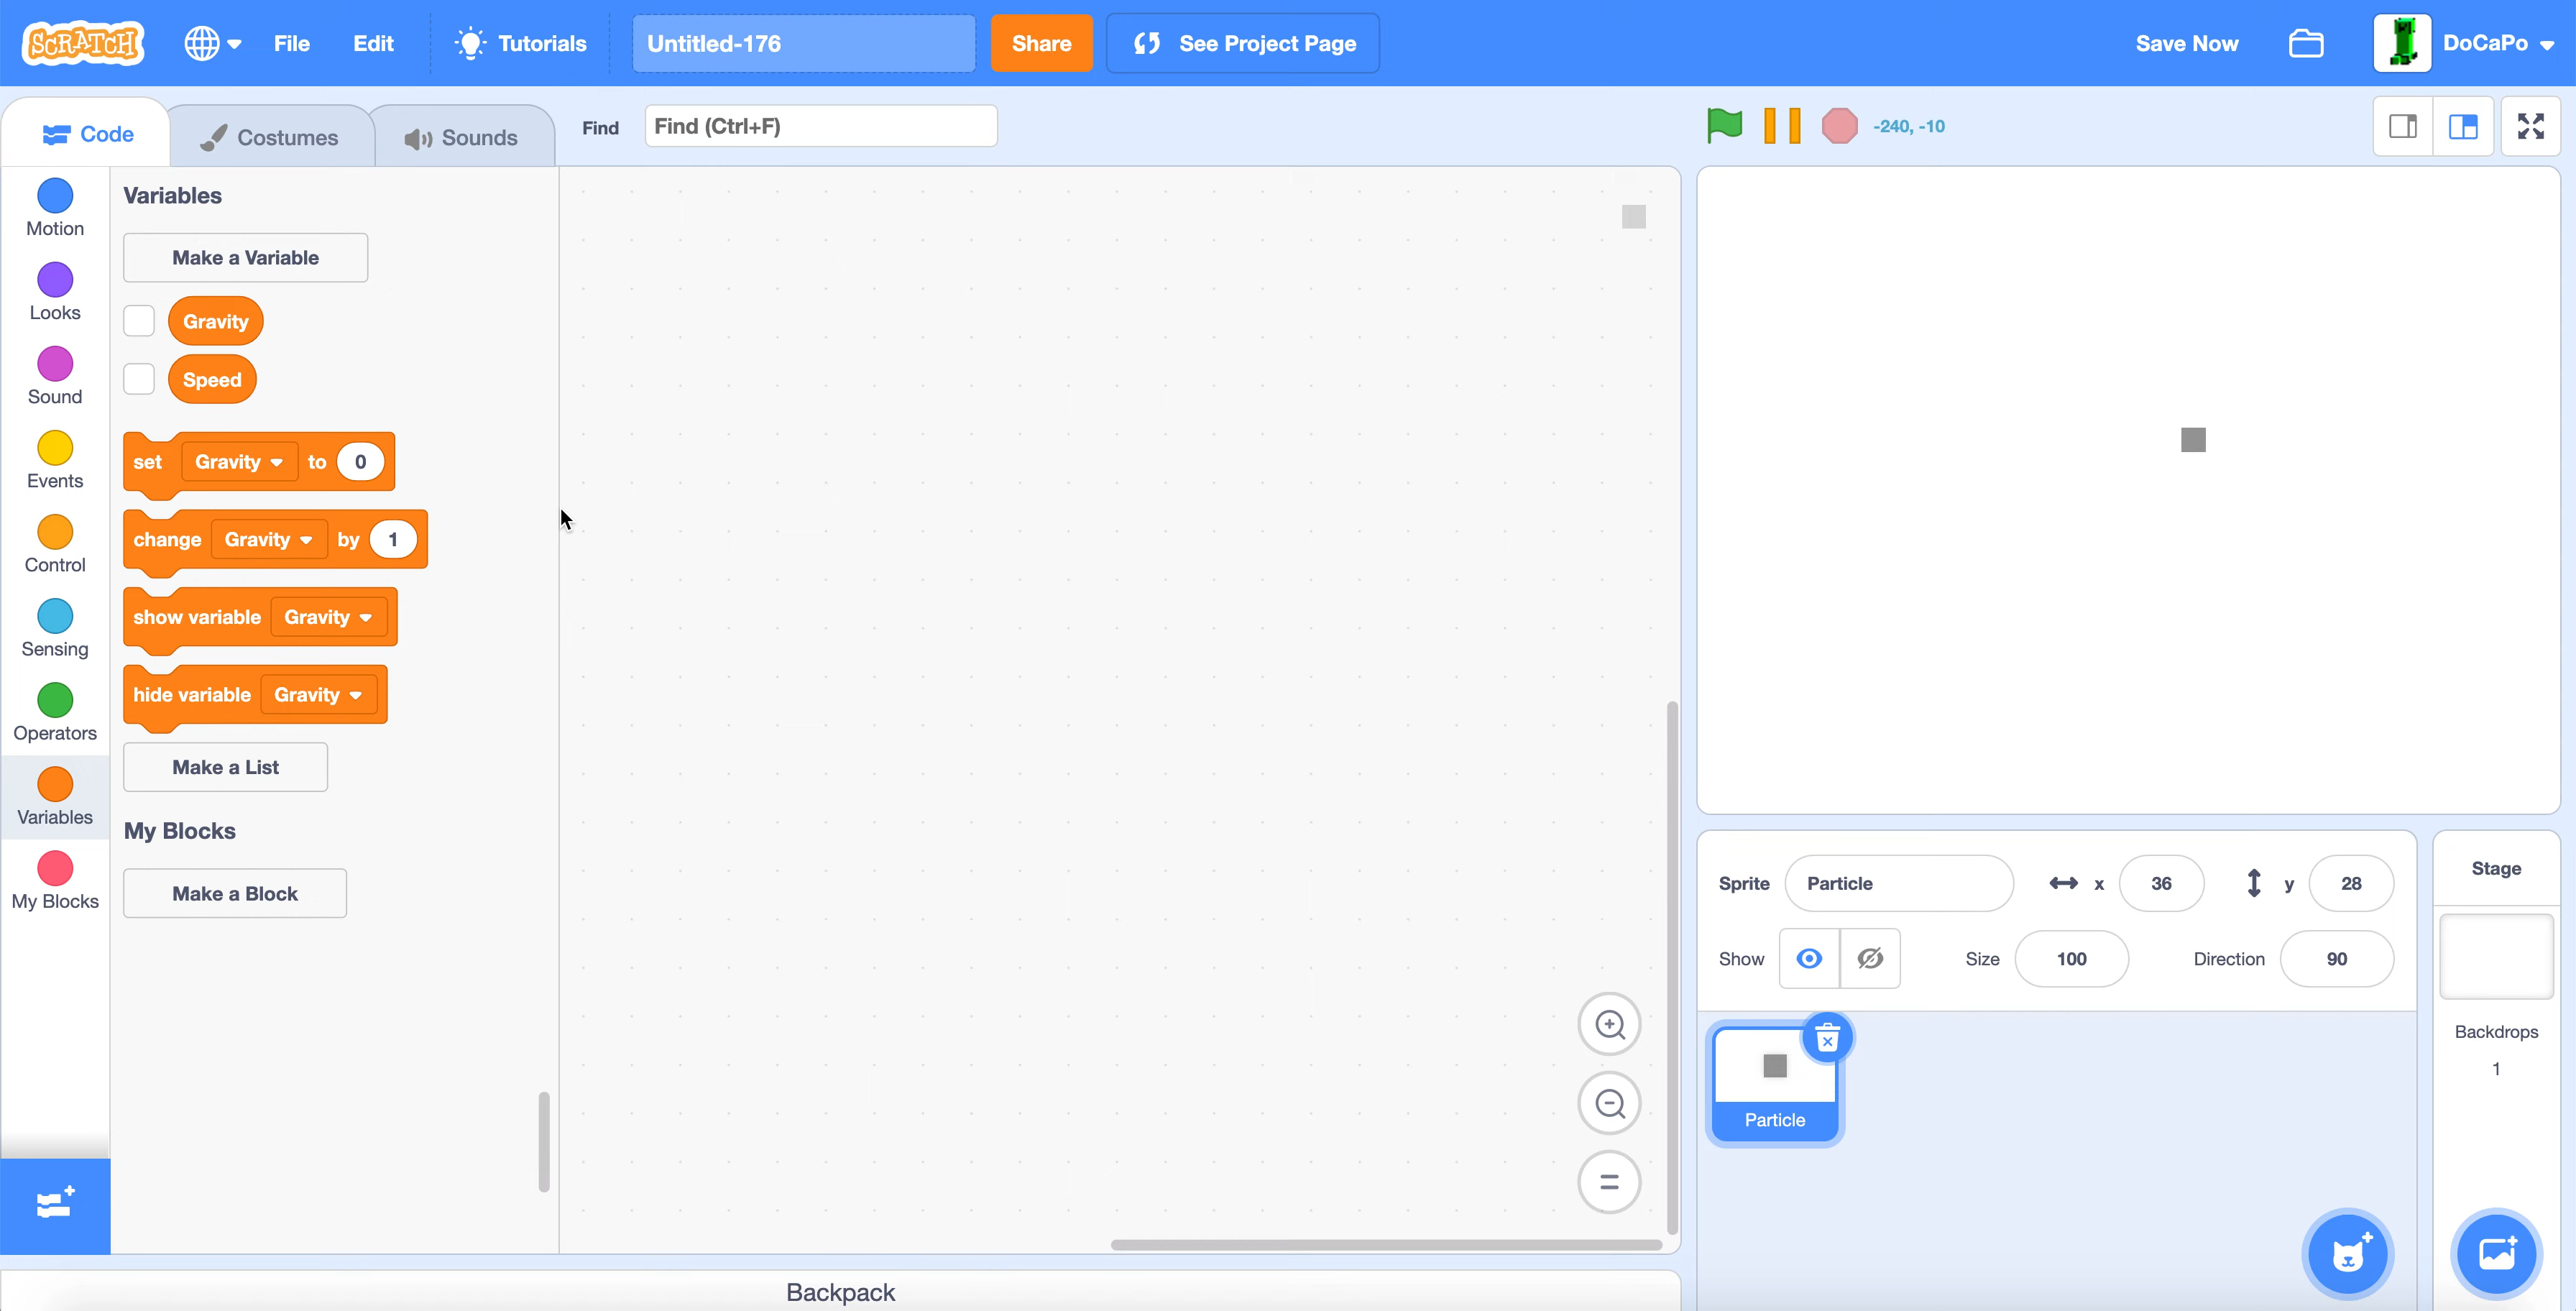 SCRATCH File Edit Tutorials Untitled-176 Share See Project Page Save Now DoCaPo
Code Costumes Sounds Find Find (Ctrl+F) -240, -10
Motion
Looks
Sound
Events
Control
Sensing
Operators
Variables
My Blocks
Variables
Make a Variable
Gravity
Speed
set Gravity to 0
change Gravity by 1
show variable Gravity
hide variable Gravity
Make a List
My Blocks
Make a Block
Backpack
Sprite Particle x 36 y 28
Show Size 100 Direction 90
Particle
Stage
Backdrops
1